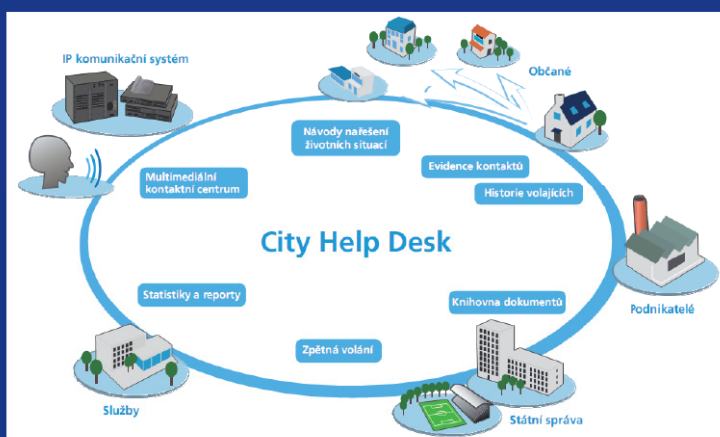 IP komunikační systém
Občané
Návody nařešení
životních situací
Evidence kontaktů
Multimediální
kontaktní centrum
Historie volajících
City Help Desk
Statistiky a reporty
Knihovna dokumentů
Podnikatelé
Zpětná volání
Služby
Státní správa